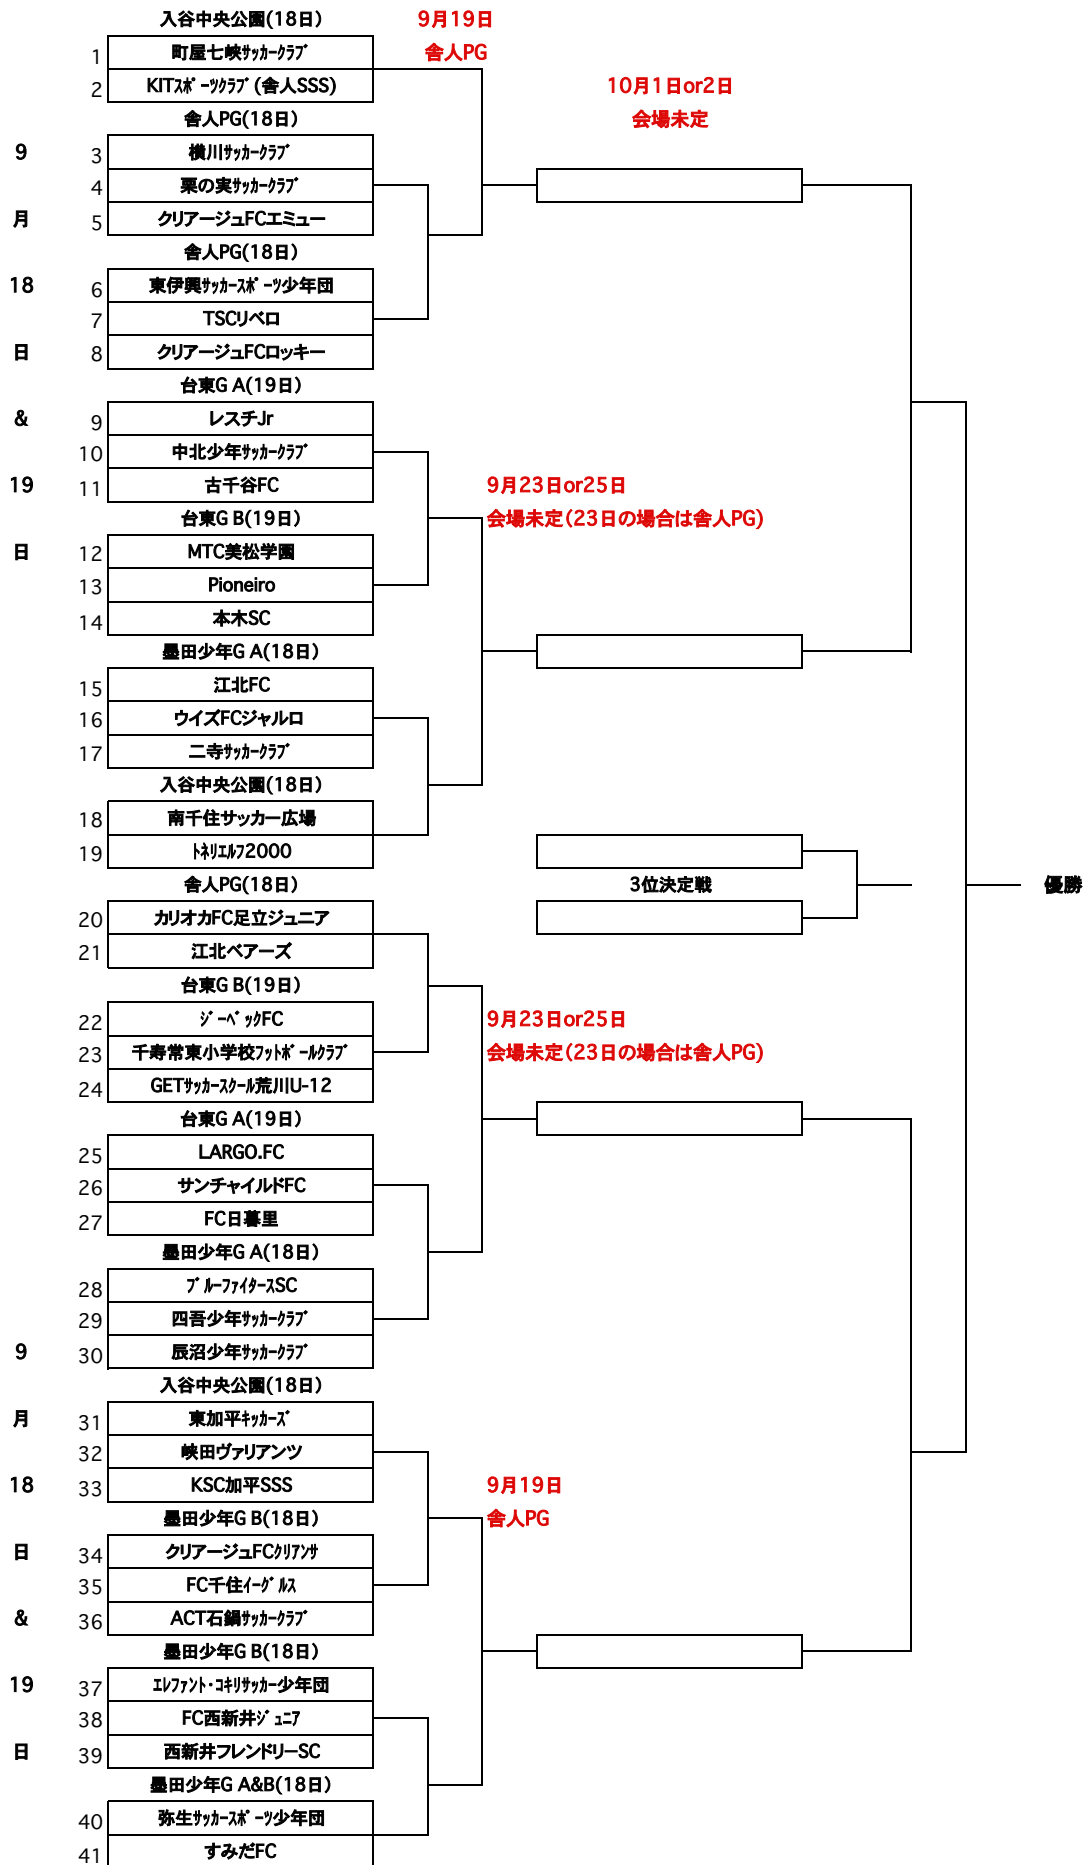 入谷中央公園(18日)
9月19日
1 町屋七峡ｻｯｶｰｸﾗﾌﾞ
舎人PG
2 KITｽﾎﾟｰﾂｸﾗﾌﾞ(舎人SSS)
10月1日or2日
舎人PG(18日)
会場未定
9
3 横川ｻｯｶｰｸﾗﾌﾞ
4 栗の実ｻｯｶｰｸﾗﾌﾞ
月
5 クリアージュFCエミュー
舎人PG(18日)
18
6 東伊興ｻｯｶｰｽﾎﾟｰﾂ少年団
7 TSCリベロ
日
8 クリアージュFCロッキー
台東G A(19日)
&
9 レスチJr
10 中北少年ｻｯｶｰｸﾗﾌﾞ
19
11 古千谷FC
9月23日or25日
台東G B(19日)
会場未定(23日の場合は舎人PG)
日
12 MTC美松学園
13 Pioneiro
14 本木SC
墨田少年G A(18日)
15 江北FC
16 ウイズFCジャルロ
17 二寺ｻｯｶｰｸﾗﾌﾞ
入谷中央公園(18日)
18 南千住サッカー広場
19 ﾄﾈﾘｴﾙﾌ2000
舎人PG(18日)
3位決定戦
優勝
20 カリオカFC足立ジュニア
21 江北ベアーズ
台東G B(19日)
22 ｼﾞｰﾍﾞｯｸFC
9月23日or25日
23 千寿常東小学校ﾌｯﾄﾎﾞｰﾙｸﾗﾌﾞ
会場未定(23日の場合は舎人PG)
24 GETｻｯｶｰｽｸｰﾙ荒川U-12
台東G A(19日)
25 LARGO.FC
26 サンチャイルドFC
27 FC日暮里
墨田少年G A(18日)
28 ﾌﾞﾙｰﾌｧｲﾀｰｽSC
29 四吾少年ｻｯｶｰｸﾗﾌﾞ
9
30 辰沼少年ｻｯｶｰｸﾗﾌﾞ
入谷中央公園(18日)
月
31 東加平ｷｯｶｰｽﾞ
32 峡田ヴァリアンツ
18
33 KSC加平SSS
9月19日
墨田少年G B(18日)
舎人PG
日
34 クリアージュFCｸﾘｱﾝｻ
35 FC千住ｲｰｸﾞﾙｽ
&
36 ACT石鍋ｻｯｶｰｸﾗﾌﾞ
墨田少年G B(18日)
19
37 ｴﾚﾌｧﾝﾄ･ｺｷﾘｻｯｶｰ少年団
38 FC西新井ｼﾞｭﾆｱ
日
39 西新井フレンドリーSC
墨田少年G A&B(18日)
40 弥生ｻｯｶｰｽﾎﾟｰﾂ少年団
41 すみだFC